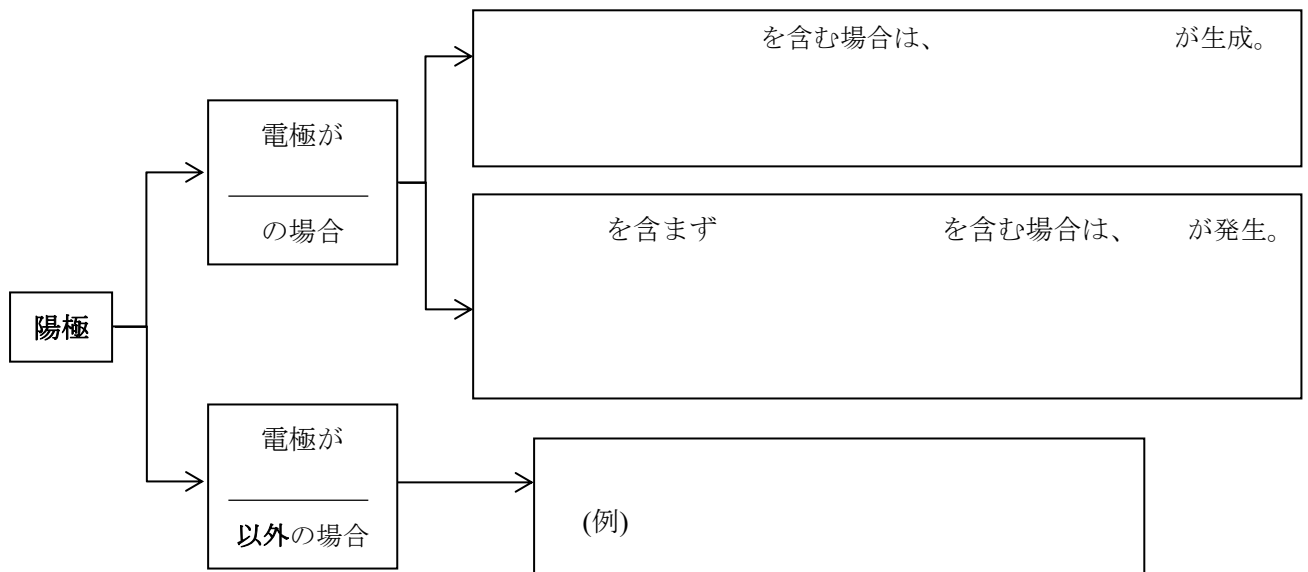 を含む場合は、 が生成。
電極が
の場合
を含まず を含む場合は、 が発生。
陽極
電極が
以外の場合
(例)